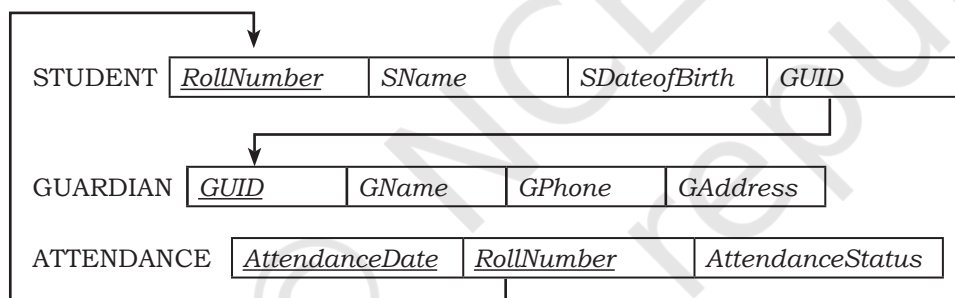 STUDENT RollNumber SName SDateofBirth GUID
GUARDIAN GUID GName GPhone GAddress
ATTENDANCE AttendanceDate RollNumber AttendanceStatus